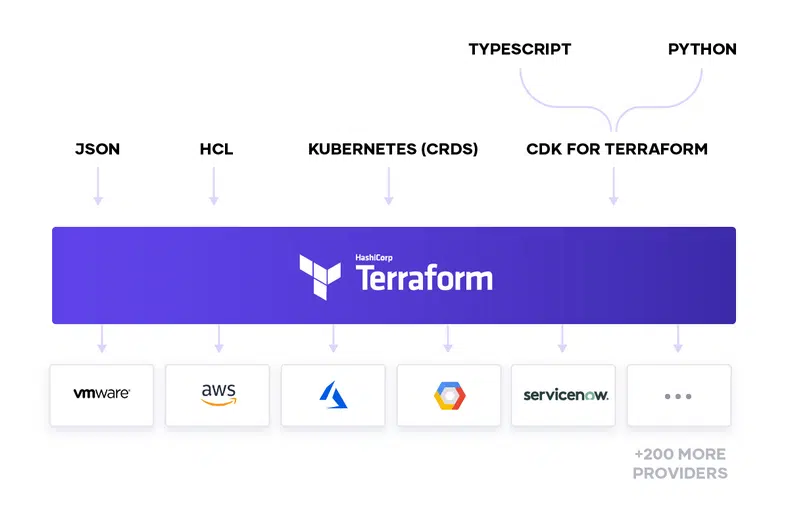 TYPESCRIPT
PYTHON
JSON
HCL
KUBERNETES (CRDS)
CDK FOR TERRAFORM
HashiCorp
Terraform
vmware
aws
servicenow.
+200 MORE
PROVIDERS